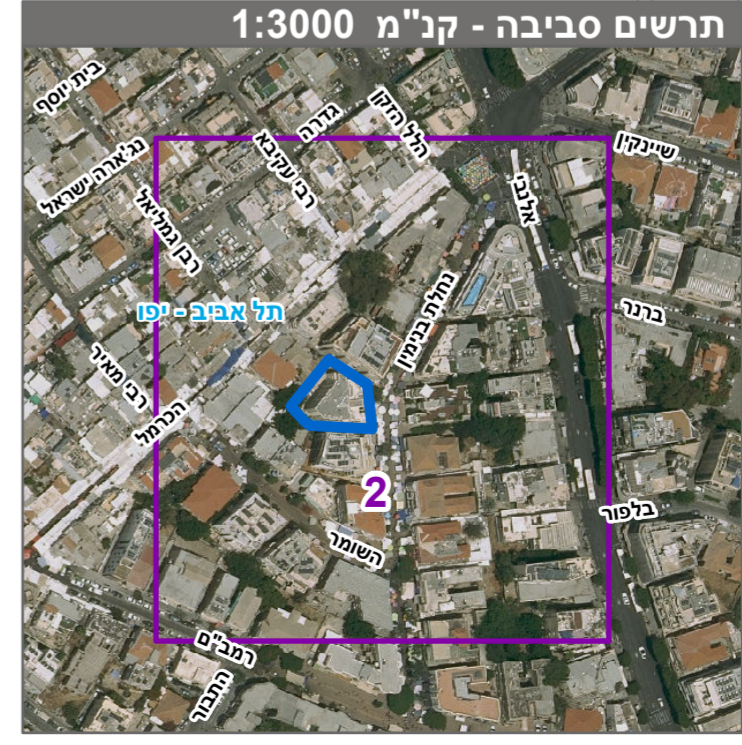 תרשים סביבה - קנ"מ 1:3000
בית יוסף
גדרה
הלל הזקן
שיינקין
נג'ארה ישראל
רבי עקיבא
אלנבי
רבן גמליאל
נחלת בנימין
תל אביב - יפו
ברנר
רבי מאיר
הכרמל
2
בלפור
השומר
רמב"ם
התבור